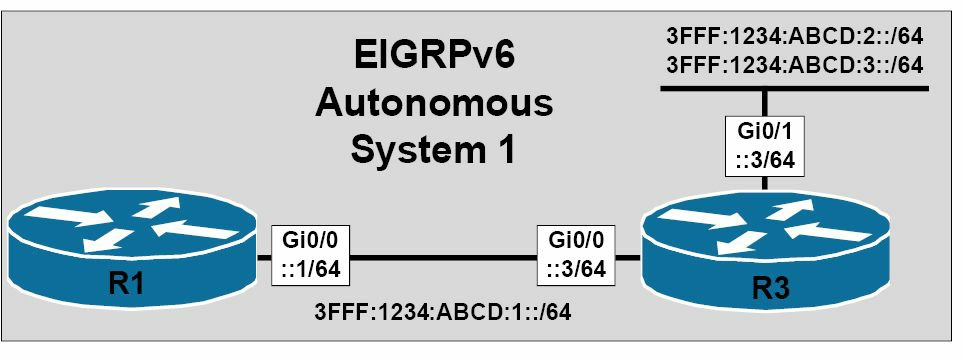 3FFF:1234:ABCD:2::/64
3FFF:1234:ABCD:3::/64
EIGRPv6
Autonomous
System 1
Gi0/1
::3/64
R1
Gi0/0
::1/64
Gi0/0
::3/64
R3
3FFF:1234:ABCD:1::/64